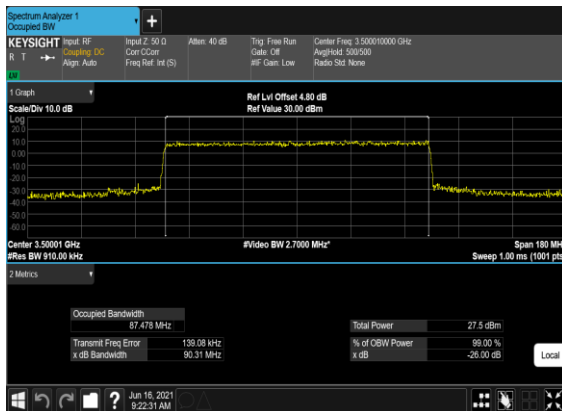 Spectrum Analyzer 1
Occupied BW
KEYSIGHT Input: RF Input Z: 50 Ω Atten: 40 dB Trig: Free Run Center Freq: 3.500010000 GHz
R T Coupling: DC Corr CCorr Gate: Off Avg|Hold: 500/500
Align: Auto Freq Ref: Int (S) #IF Gain: Low Radio Std: None
1 Graph
Ref Lvl Offset 4.80 dB
Scale/Div 10.0 dB Ref Value 30.00 dBm
Log
20.0
10.0
0.00
-10.0
-20.0
-30.0
-40.0
-50.0
-60.0
Center 3.50001 GHz #Video BW 2.7000 MHz* Span 180 MH
#Res BW 910.00 kHz Sweep 1.00 ms (1001 pts
2 Metrics
Occupied Bandwidth
87.478 MHz Total Power 27.5 dBm
Transmit Freq Error 139.08 kHz % of OBW Power 99.00 %
x dB Bandwidth 90.31 MHz x dB -26.00 dB
Local
Jun 16, 2021
9:22:31 AM